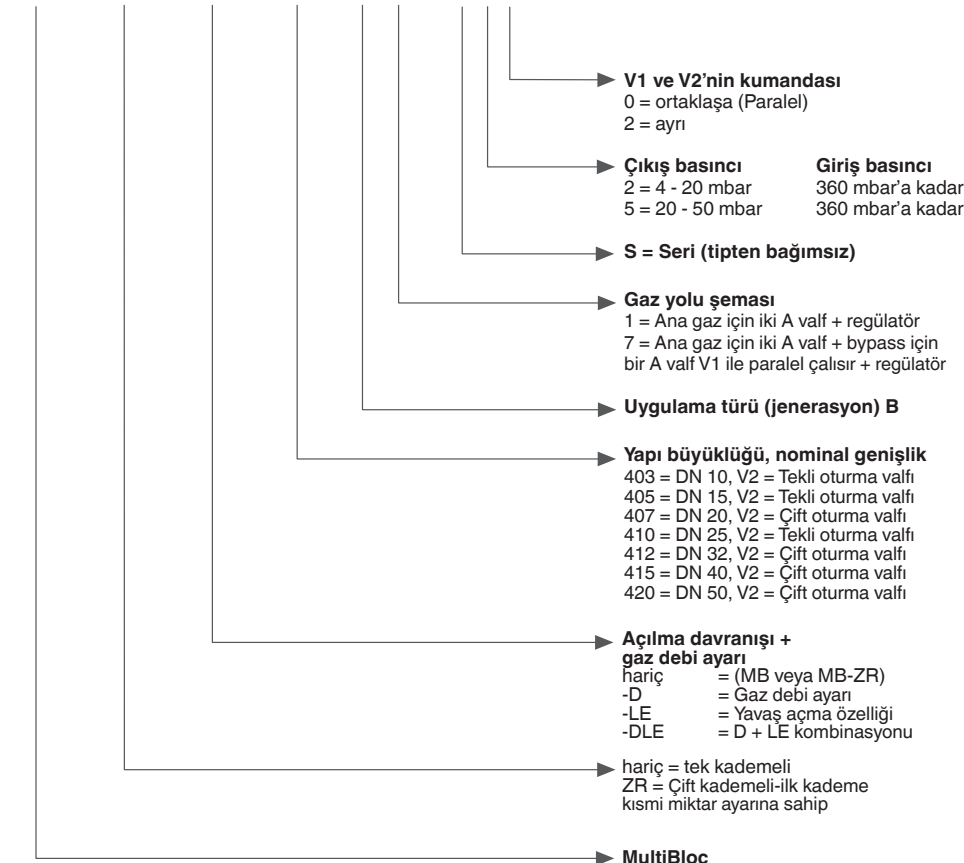 V1 ve V2'nin kumandası
0 = ortaklaşa (Paralel)
2 = ayrı
Çıkış basıncı Giriş basıncı
2 = 4 - 20 mbar 360 mbar'a kadar
5 = 20 - 50 mbar 360 mbar'a kadar
S = Seri (tipten bağımsız)
Gaz yolu şeması
1 = Ana gaz için iki A valf + regülatör
7 = Ana gaz için iki A valf + bypass için
bir A valf V1 ile paralel çalısır + regülatör
Uygulama türü (jenerasyon) B
Yapı büyüklüğü, nominal genişlik
403 = DN 10, V2 = Tekli oturma valfı
405 = DN 15, V2 = Tekli oturma valfı
407 = DN 20, V2 = Çift oturma valfı
410 = DN 25, V2 = Tekli oturma valfı
412 = DN 32, V2 = Çift oturma valfı
415 = DN 40, V2 = Çift oturma valfı
420 = DN 50, V2 = Çift oturma valfı
Açılma davranışı +
gaz debi ayarı
hariç = (MB veya MB-ZR)
-D = Gaz debi ayarı
-LE = Yavaş açma özelliği
-DLE = D + LE kombinasyonu
hariç = tek kademeli
ZR = Çift kademeli-ilk kademe
kısmi miktar ayarına sahip
MultiBloc